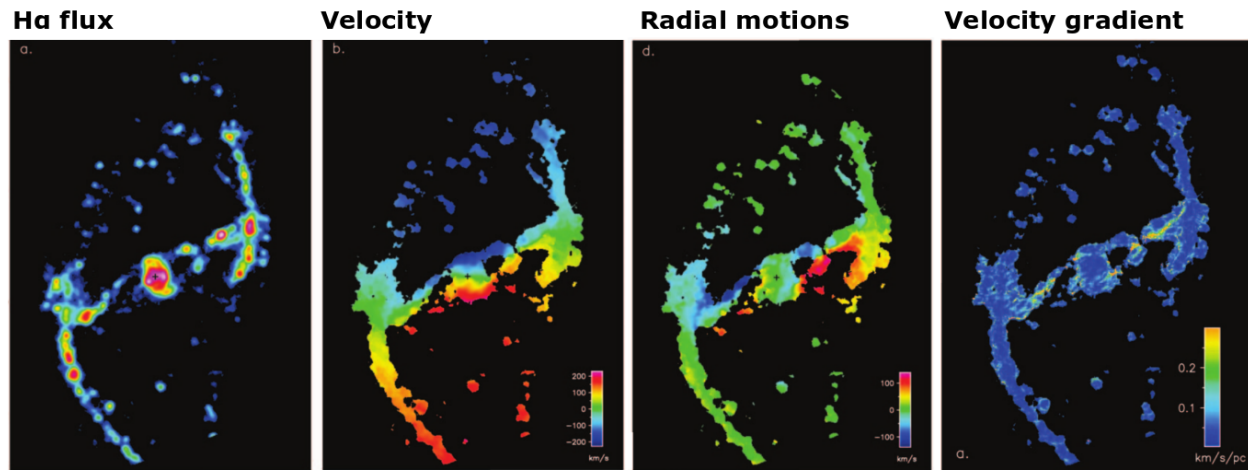 Hα flux
Velocity
Radial motions
Velocity gradient
a.
b.
d.
200
100
0
-100
-200
km/s
100
0
-100
km/s
0.2
0.1
km/s/pc
a.